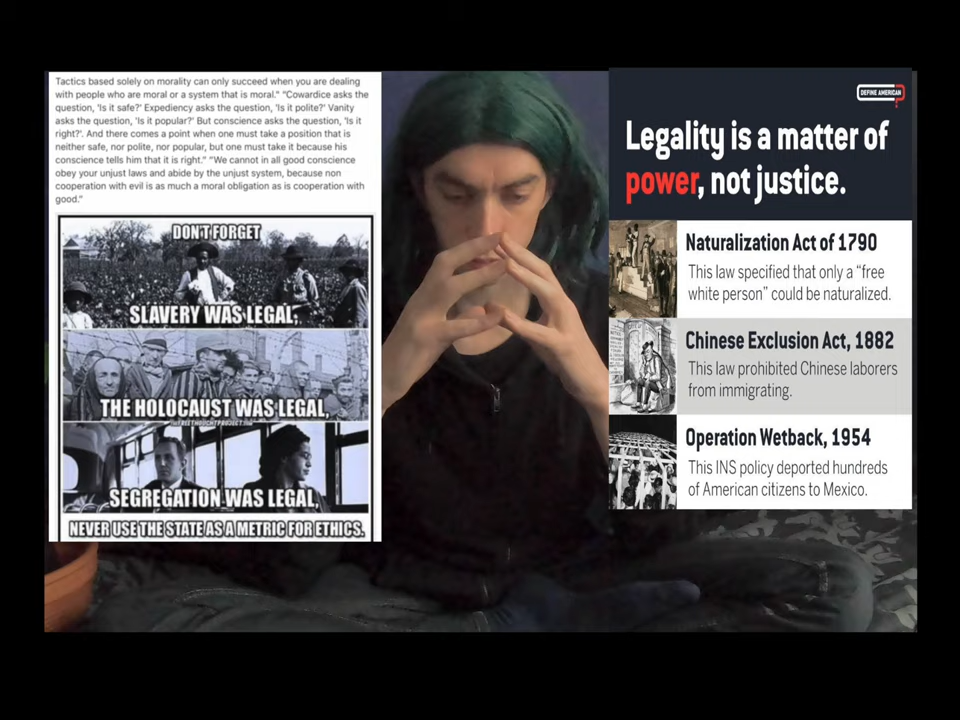 Tactics based solely on morality can only succeed when you are dealing
with people who are moral or a system that is moral." "Cowardice asks the
question, 'Is it safe?' Expediency asks the question, 'Is it polite?' Vanity
asks the question, 'Is it popular?' But conscience asks the question, 'Is it
right?'. And there comes a point when one must take a position that is
neither safe, nor polite, nor popular, but one must take it because his
conscience tells him that it is right." "We cannot in all good conscience
obey your unjust laws and abide by the unjust system, because non
cooperation with evil is as much a moral obligation as is cooperation with
good."
DON'T FORGET
SLAVERY WAS LEGAL,
THE HOLOCAUST WAS LEGAL,
SEGREGATION WAS LEGAL,
NEVER USE THE STATE AS A METRIC FOR ETHICS.
DEFINE AMERICAN
Legality is a matter of
power, not justice.
Naturalization Act of 1790
This law specified that only a "free
white person" could be naturalized.
Chinese Exclusion Act, 1882
This law prohibited Chinese laborers
from immigrating.
Operation Wetback, 1954
This INS policy deported hundreds
of American citizens to Mexico.